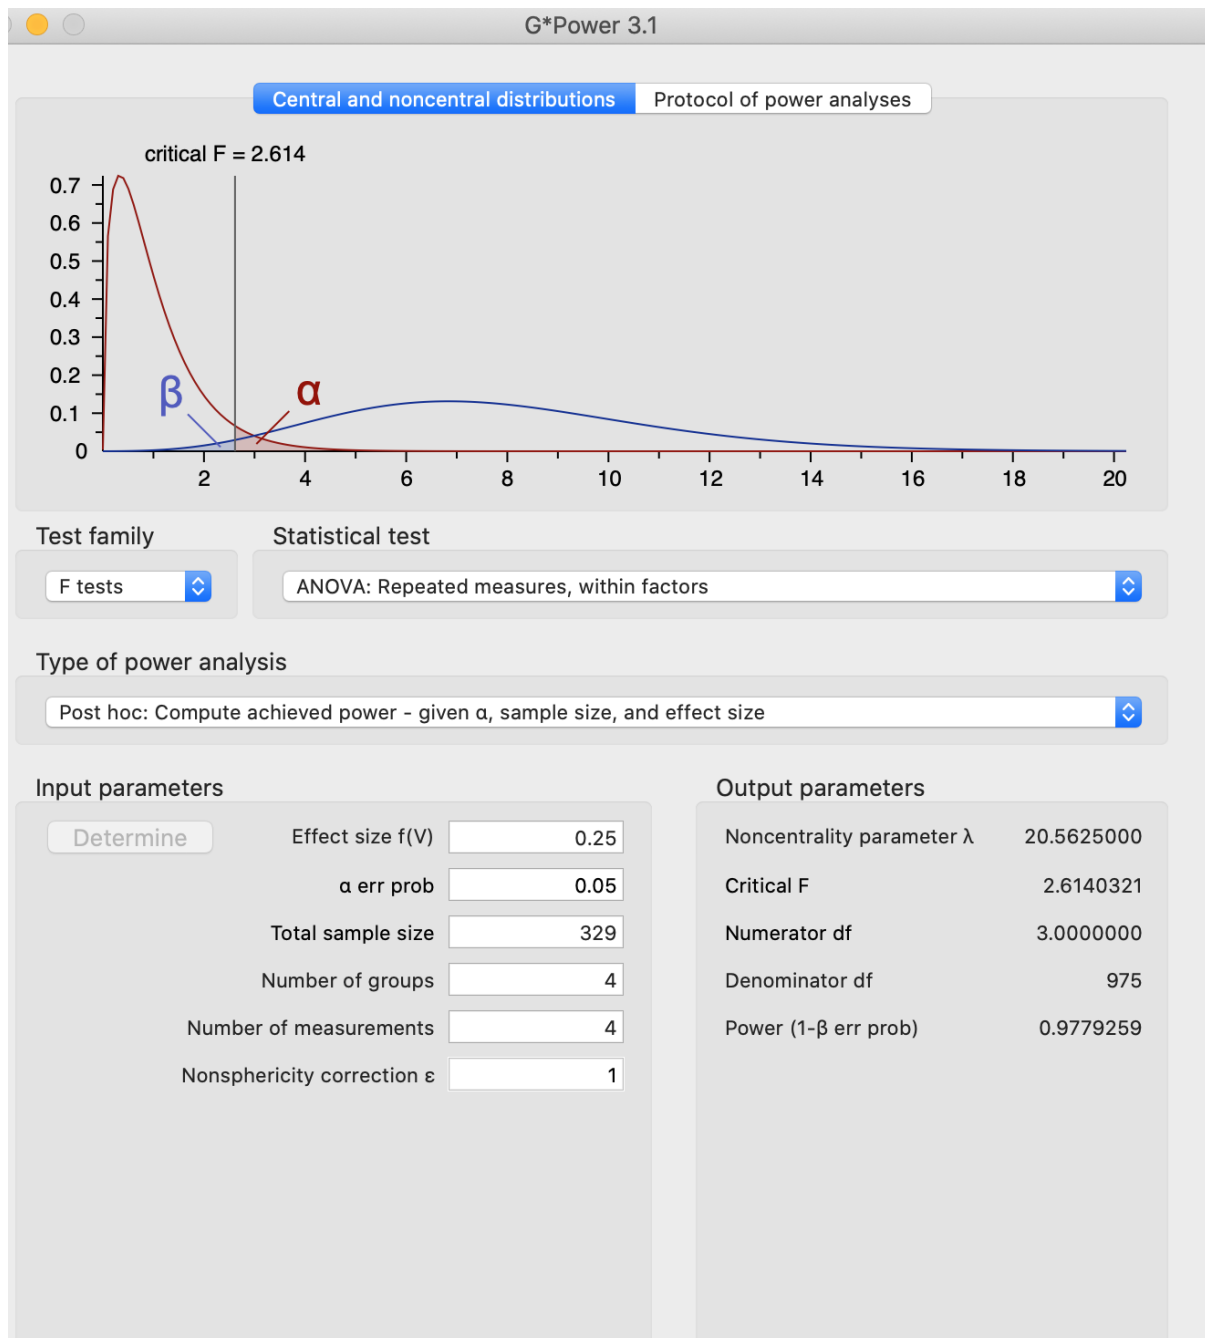 G*Power 3.1
Central and noncentral distributions Protocol of power analyses
critical F = 2.614
0.7
0.6
0.5
0.4
0.3
0.2
0.1
0
β α
2 4 6 8 10 12 14 16 18 20
Test family Statistical test
F tests ANOVA: Repeated measures, within factors
Type of power analysis
Post hoc: Compute achieved power - given α, sample size, and effect size
Input parameters Output parameters
Determine Effect size f(V) 0.25 Noncentrality parameter λ 20.5625000
α err prob 0.05 Critical F 2.6140321
Total sample size 329 Numerator df 3.0000000
Number of groups 4 Denominator df 975
Number of measurements 4 Power (1-β err prob) 0.9779259
Nonsphericity correction ε 1